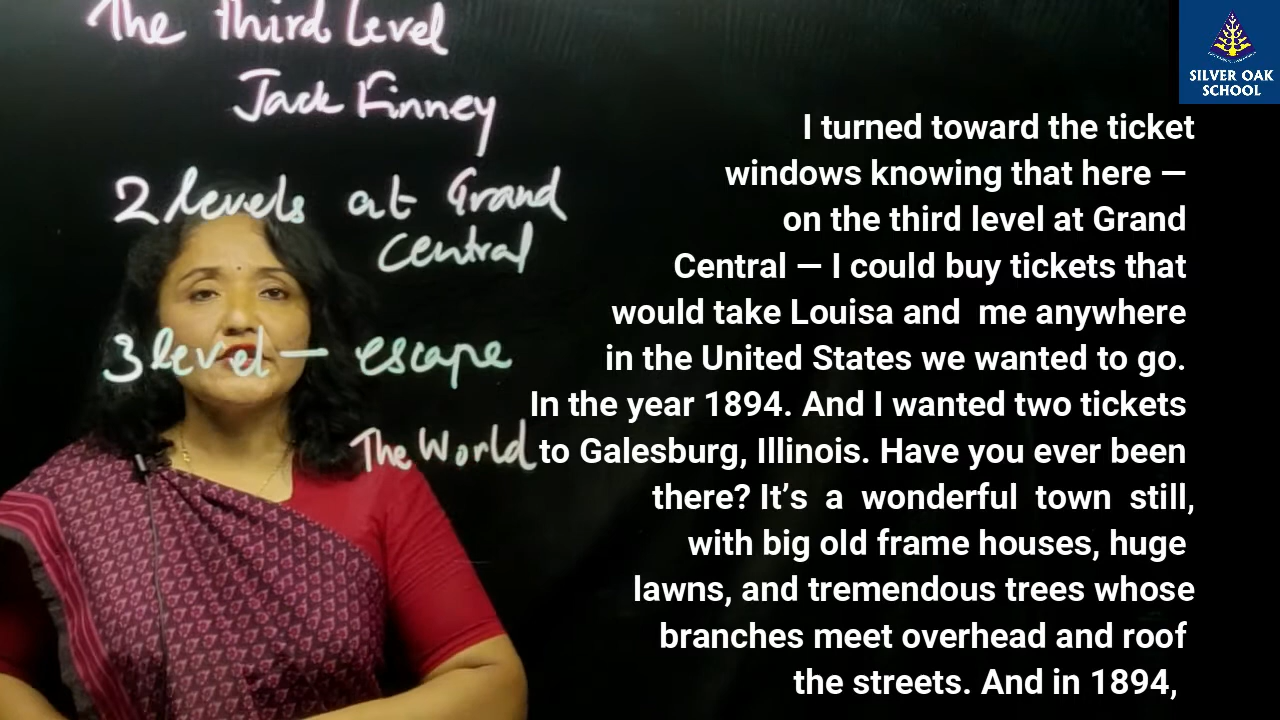 The Third Level
Jack Finney
2 levels at Grand
Central
3 level — escape
The World
SILVER OAK
SCHOOL
I turned toward the ticket
windows knowing that here —
on the third level at Grand
Central — I could buy tickets that
would take Louisa and me anywhere
in the United States we wanted to go.
In the year 1894. And I wanted two tickets
to Galesburg, Illinois. Have you ever been
there? It’s a wonderful town still,
with big old frame houses, huge
lawns, and tremendous trees whose
branches meet overhead and roof
the streets. And in 1894,